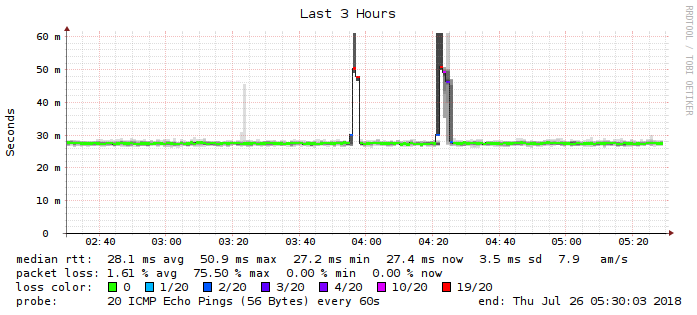 Last 3 Hours
RRDTOOL / TOBI OETIKER
Seconds
60 m
50 m
40 m
30 m
20 m
10 m
0
02:40 03:00 03:20 03:40 04:00 04:20 04:40 05:00 05:20
median rtt: 28.1 ms avg 50.9 ms max 27.2 ms min 27.4 ms now 3.5 ms sd 7.9 am/s
packet loss: 1.61 % avg 75.50 % max 0.00 % min 0.00 % now
loss color: 0 1/20 2/20 3/20 4/20 10/20 19/20
probe: 20 ICMP Echo Pings (56 Bytes) every 60s end: Thu Jul 26 05:30:03 2018